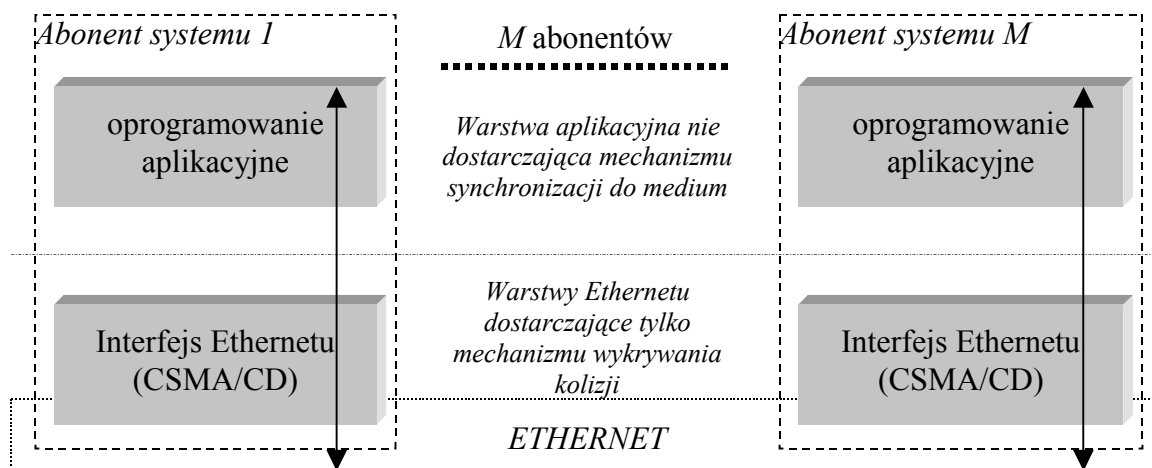 Abonent systemu 1
oprogramowanie
aplikacyjne
Interfejs Ethernetu
(CSMA/CD)
M abonentów
Warstwa aplikacyjna nie
dostarczająca mechanizmu
synchronizacji do medium
Warstwy Ethernetu
dostarczające tylko
mechanizmu wykrywania
kolizji
ETHERNET
Abonent systemu M
oprogramowanie
aplikacyjne
Interfejs Ethernetu
(CSMA/CD)